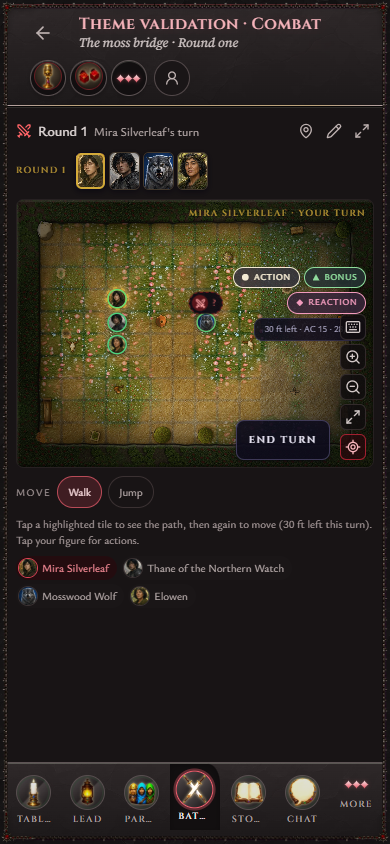 Theme validation · Combat
The moss bridge · Round one
Round 1 Mira Silverleaf's turn
ROUND 1
MIRA SILVERLEAF · YOUR TURN
ACTION
BONUS
REACTION
30 ft left · AC 15 ·
END TURN
MOVE Walk Jump
Tap a highlighted tile to see the path, then again to move (30 ft left this turn).
Tap your figure for actions.
Mira Silverleaf Thane of the Northern Watch
Mosswood Wolf Elowen
TABL… LEAD PAR… BAT… STO… CHAT MORE